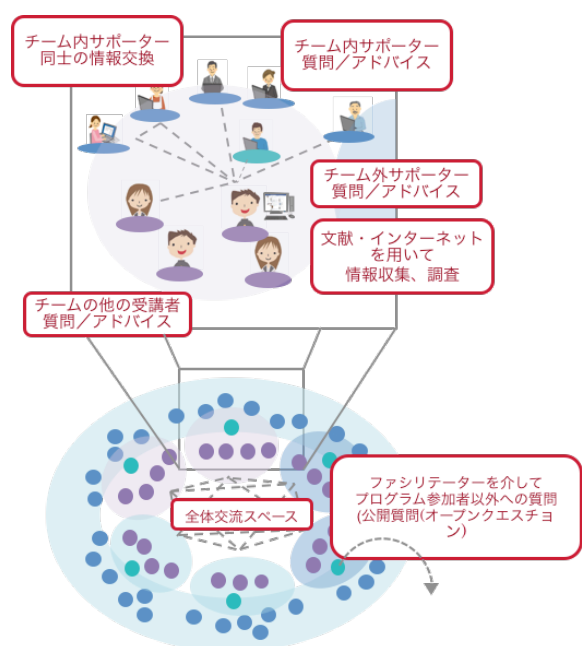 チーム内サポーター
同士の情報交換
チーム内サポーター
質問／アドバイス
チーム外サポーター
質問／アドバイス
文献・インターネット
を用いて
情報収集、調査
チームの他の受講者
質問／アドバイス
ファシリテーターを介して
プログラム参加者以外への質問
(公開質問(オープンクエスチョ
ン)
全体交流スペース